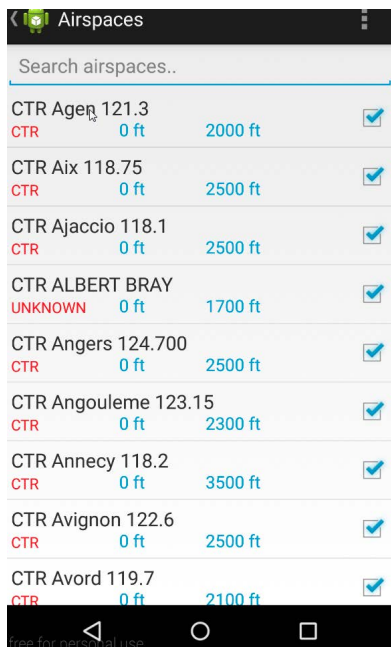 Airspaces
Search airspaces..
CTR Agen 121.3
CTR 0 ft 2000 ft
CTR Aix 118.75
CTR 0 ft 2500 ft
CTR Ajaccio 118.1
CTR 0 ft 2500 ft
CTR ALBERT BRAY
UNKNOWN 0 ft 1700 ft
CTR Angers 124.700
CTR 0 ft 2500 ft
CTR Angouleme 123.15
CTR 0 ft 2300 ft
CTR Annecy 118.2
CTR 0 ft 3500 ft
CTR Avignon 122.6
CTR 0 ft 2500 ft
CTR Avord 119.7
CTR 0 ft 2100 ft
free for personal use